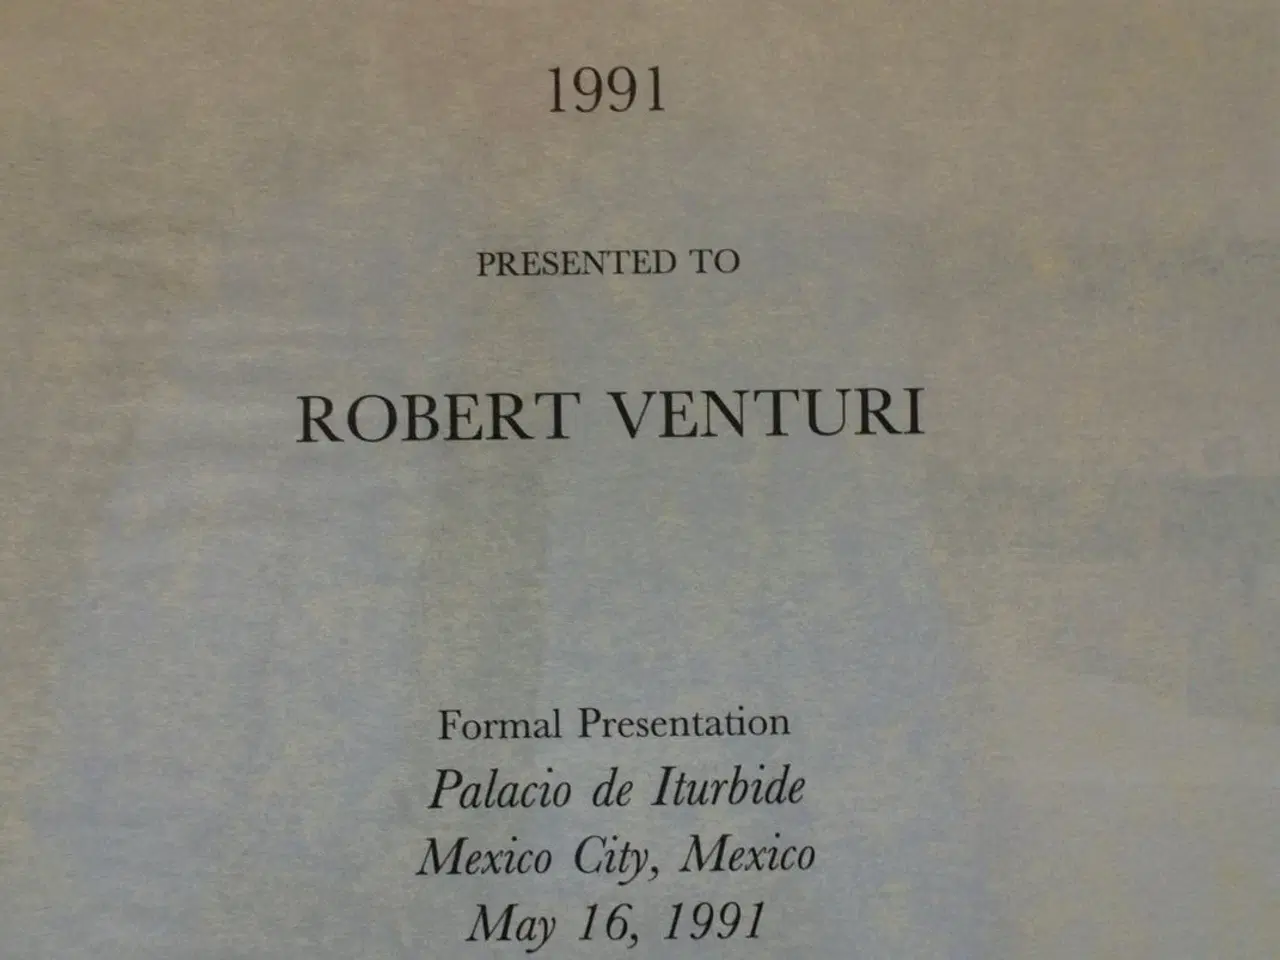 1991
PRESENTED TO
ROBERT VENTURI
Formal Presentation
Palacio de Iturbide
Mexico City, Mexico
May 16, 1991